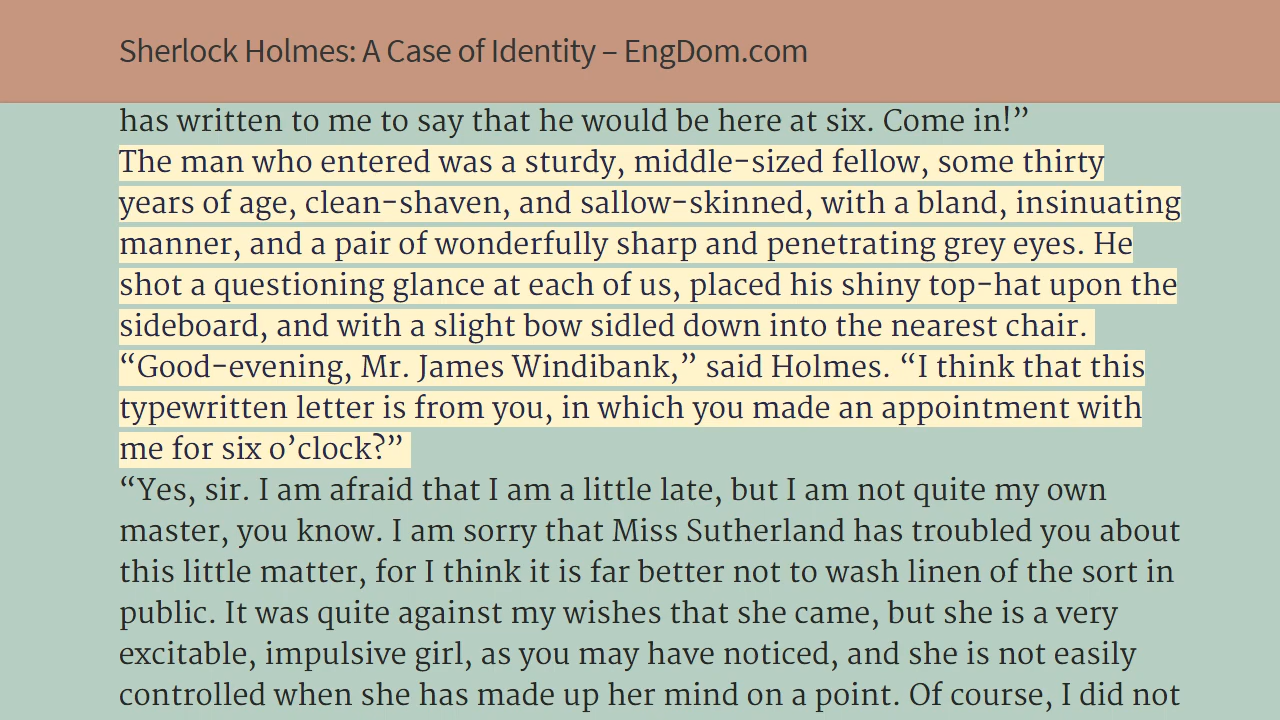 Sherlock Holmes: A Case of Identity – EngDom.com
has written to me to say that he would be here at six. Come in!”
The man who entered was a sturdy, middle-sized fellow, some thirty
years of age, clean-shaven, and sallow-skinned, with a bland, insinuating
manner, and a pair of wonderfully sharp and penetrating grey eyes. He
shot a questioning glance at each of us, placed his shiny top-hat upon the
sideboard, and with a slight bow sidled down into the nearest chair.
“Good-evening, Mr. James Windibank,” said Holmes. “I think that this
typewritten letter is from you, in which you made an appointment with
me for six o’clock?”
“Yes, sir. I am afraid that I am a little late, but I am not quite my own
master, you know. I am sorry that Miss Sutherland has troubled you about
this little matter, for I think it is far better not to wash linen of the sort in
public. It was quite against my wishes that she came, but she is a very
excitable, impulsive girl, as you may have noticed, and she is not easily
controlled when she has made up her mind on a point. Of course, I did not